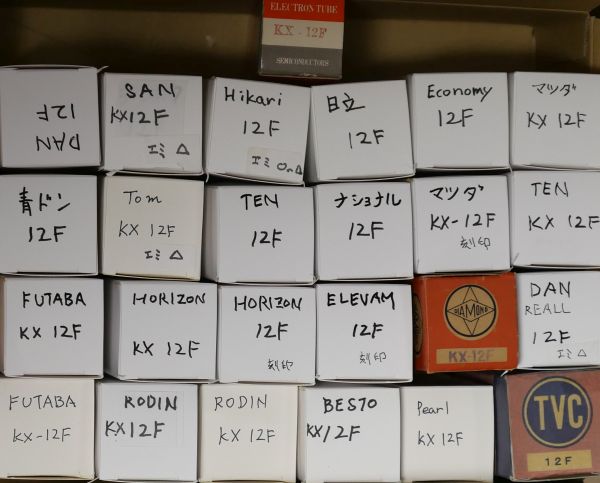 ELECTRON TUBE
KX-12F
SEMICONDUCTORS
DAN
12F
SAN
KX12F
エミ△
Hikari
12F
エミ On△
日立
12F
Economy
12F
マツダ
KX 12F
青ドン
12F
Tom
KX 12F
エミ△
TEN
12F
ナショナル
12F
マツダ
KX-12F
刻印
TEN
KX 12F
FUTABA
KX 12F
HORIZON
KX 12F
HORIZON
12F
刻印
ELEVAM
12F
刻印
DIAMOND
KX-12F
DAN
REALL
12F
エミ△
FUTABA
KX-12F
RODIN
KX12F
RODIN
KX 12F
BESTO
KX12F
Pearl
KX 12F
TVC
12F